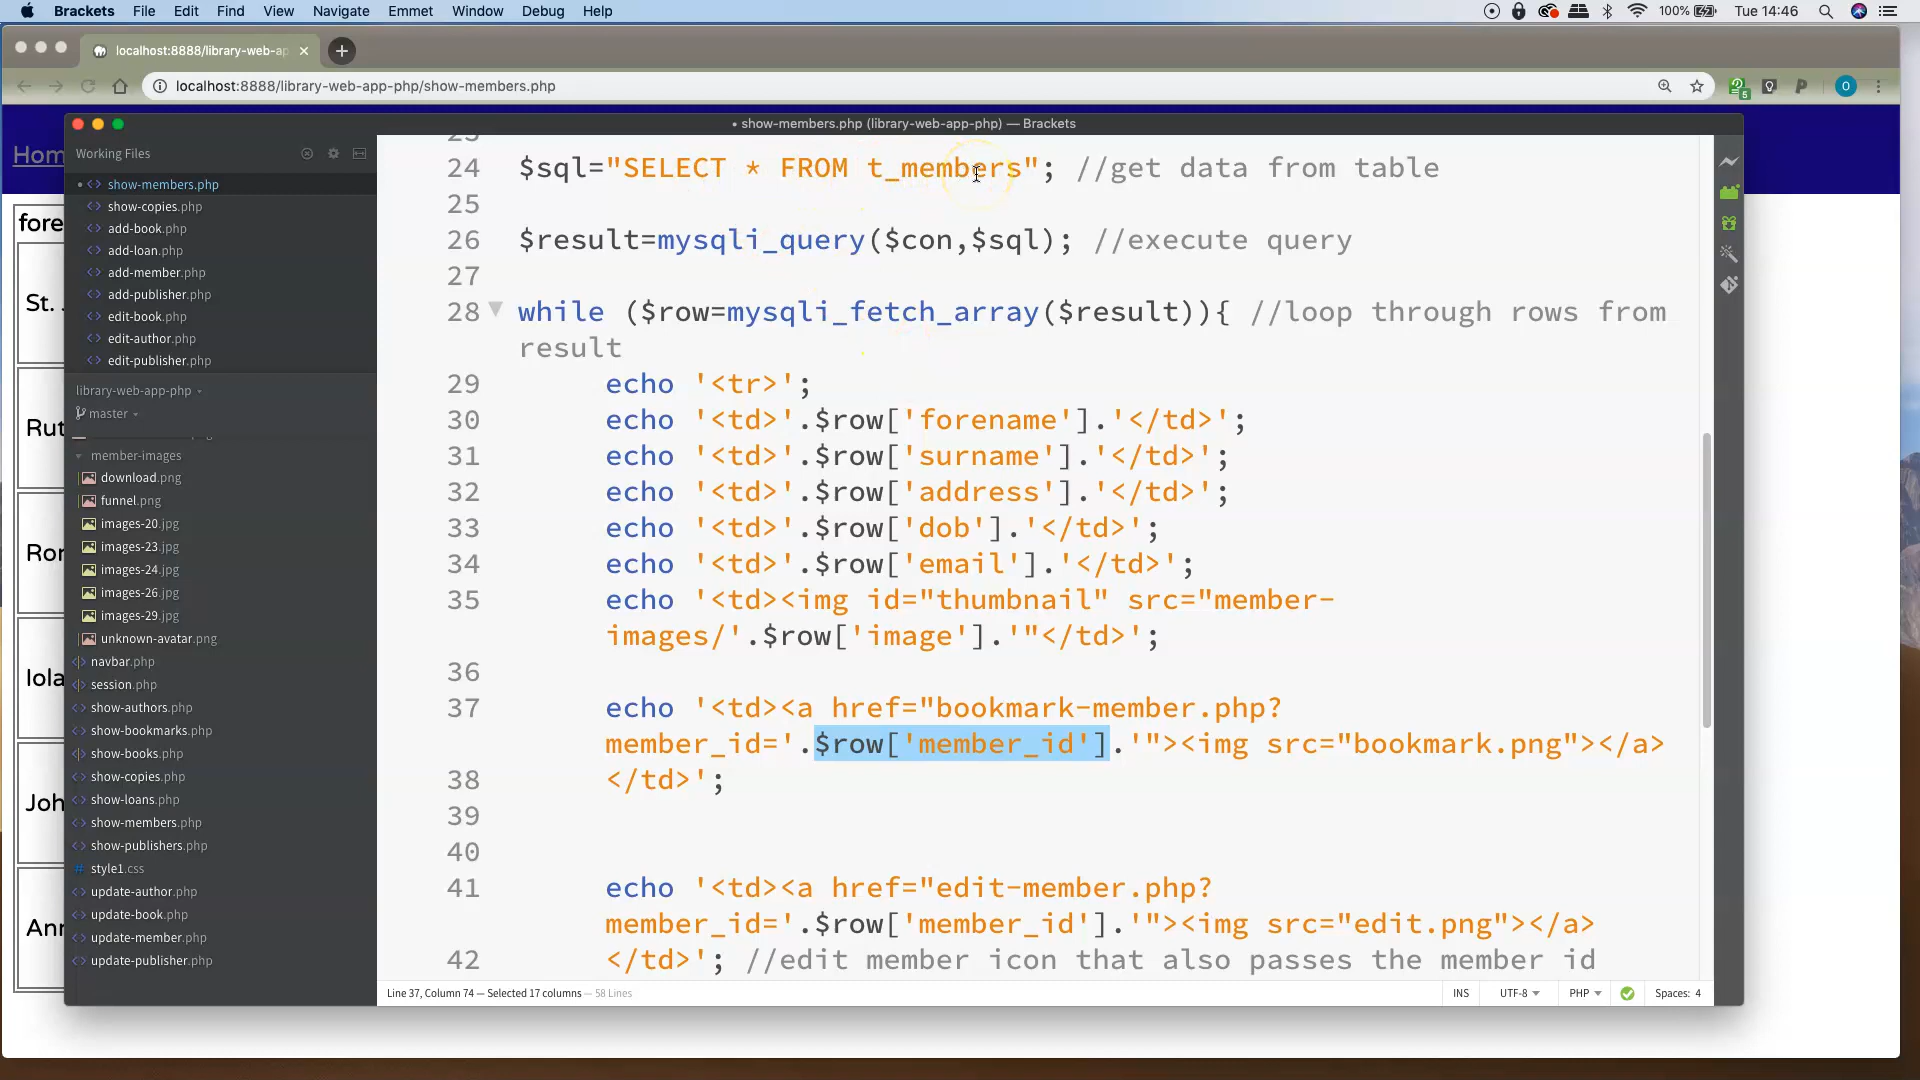 Brackets File Edit Find View Navigate Emmet Window Debug Help 100% Tue 14:46
localhost:8888/library-web-ap
localhost:8888/library-web-app-php/show-members.php
5
O
• show-members.php (library-web-app-php) — Brackets
Hom
fore
St.
Rut
Ron
Iola
Joh
Ann
Working Files
show-members.php
show-copies.php
add-book.php
add-loan.php
add-member.php
add-publisher.php
edit-book.php
edit-author.php
edit-publisher.php
library-web-app-php
master
member-images
download.png
funnel.png
images-20.jpg
images-23.jpg
images-24.jpg
images-26.jpg
images-29.jpg
unknown-avatar.png
navbar.php
session.php
show-authors.php
show-bookmarks.php
show-books.php
show-copies.php
show-loans.php
show-members.php
show-publishers.php
style1.css
update-author.php
update-book.php
update-member.php
update-publisher.php
23
24 $sql="SELECT * FROM t_members"; //get data from table
25
26 $result=mysqli_query($con,$sql); //execute query
27
28 while ($row=mysqli_fetch_array($result)){ //loop through rows from
result
29 echo '<tr>';
30 echo '<td>'.$row['forename'].'</td>';
31 echo '<td>'.$row['surname'].'</td>';
32 echo '<td>'.$row['address'].'</td>';
33 echo '<td>'.$row['dob'].'</td>';
34 echo '<td>'.$row['email'].'</td>';
35 echo '<td><img id="thumbnail" src="member-
images/'.$row['image'].'"</td>';
36
37 echo '<td><a href="bookmark-member.php?
member_id='.$row['member_id'].'"><img src="bookmark.png"></a>
38 </td>';
39
40
41 echo '<td><a href="edit-member.php?
member_id='.$row['member_id'].'"><img src="edit.png"></a>
42 </td>'; //edit member icon that also passes the member id
Line 37, Column 74 — Selected 17 columns — 58 Lines
INS UTF-8 PHP Spaces: 4